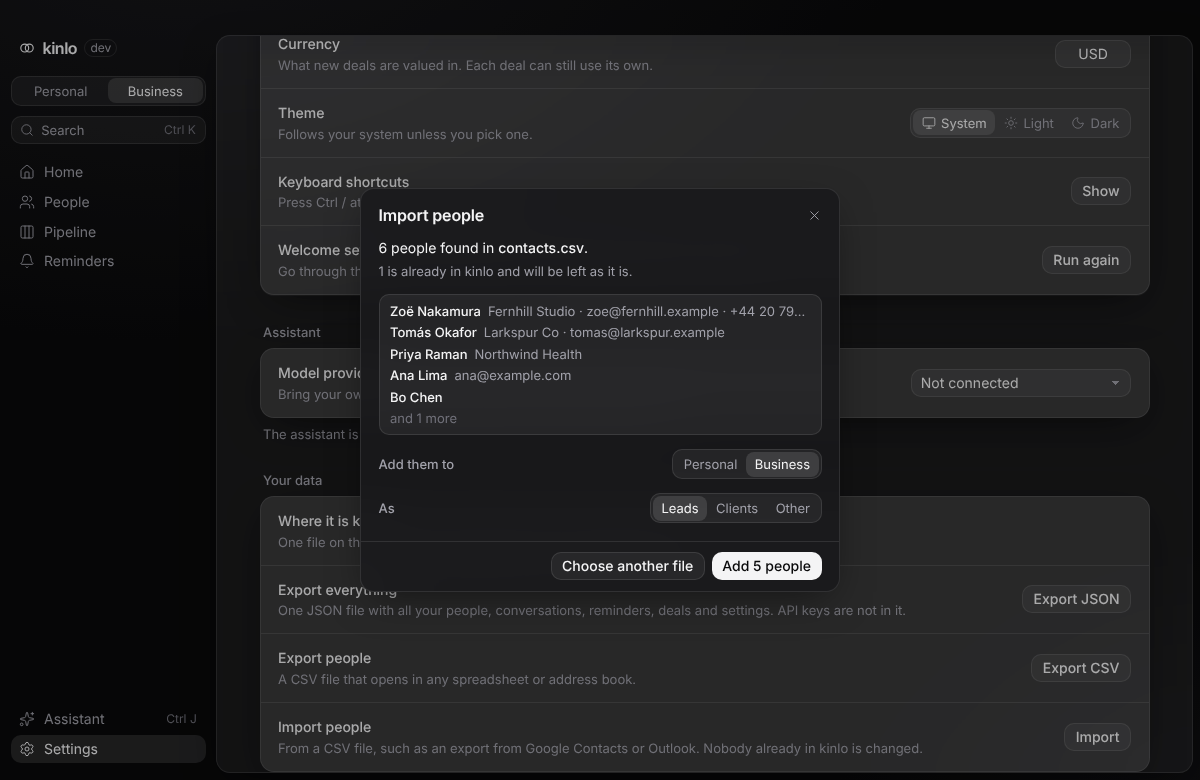 kinlo dev
Personal Business
Search Ctrl K
Home
People
Pipeline
Reminders
Assistant Ctrl J
Settings
Currency
What new deals are valued in. Each deal can still use its own.
USD
Theme
Follows your system unless you pick one.
System Light Dark
Keyboard shortcuts
Press Ctrl / at
Show
Welcome se
Go through th
Run again
Assistant
Model provid
Bring your ow
Not connected
The assistant is
Your data
Where it is k
One file on th
Export everything
One JSON file with all your people, conversations, reminders, deals and settings. API keys are not in it.
Export JSON
Export people
A CSV file that opens in any spreadsheet or address book.
Export CSV
Import people
From a CSV file, such as an export from Google Contacts or Outlook. Nobody already in kinlo is changed.
Import
Import people
6 people found in contacts.csv.
1 is already in kinlo and will be left as it is.
Zoë Nakamura Fernhill Studio · zoe@fernhill.example · +44 20 79...
Tomás Okafor Larkspur Co · tomas@larkspur.example
Priya Raman Northwind Health
Ana Lima ana@example.com
Bo Chen
and 1 more
Add them to Personal Business
As Leads Clients Other
Choose another file Add 5 people